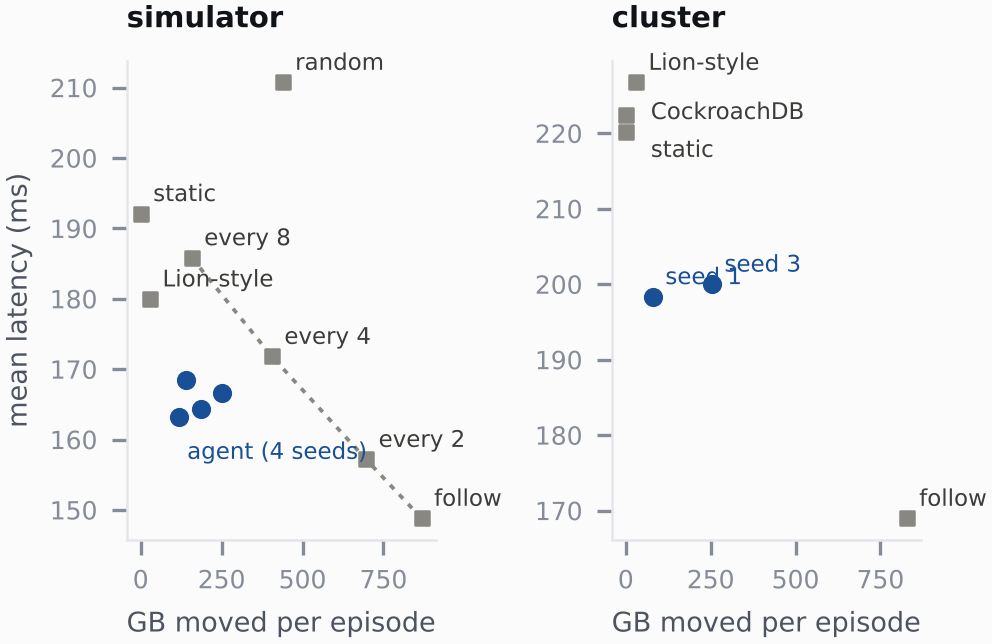 simulator
210
200
190
180
170
160
150
mean latency (ms)
random
static
every 8
Lion-style
every 4
every 2
agent (4 seeds)
follow
0
250
500
750
GB moved per episode
cluster
220
210
200
190
180
170
Lion-style
CockroachDB
static
seed 1
seed 3
follow
0
250
500
750
GB moved per episode